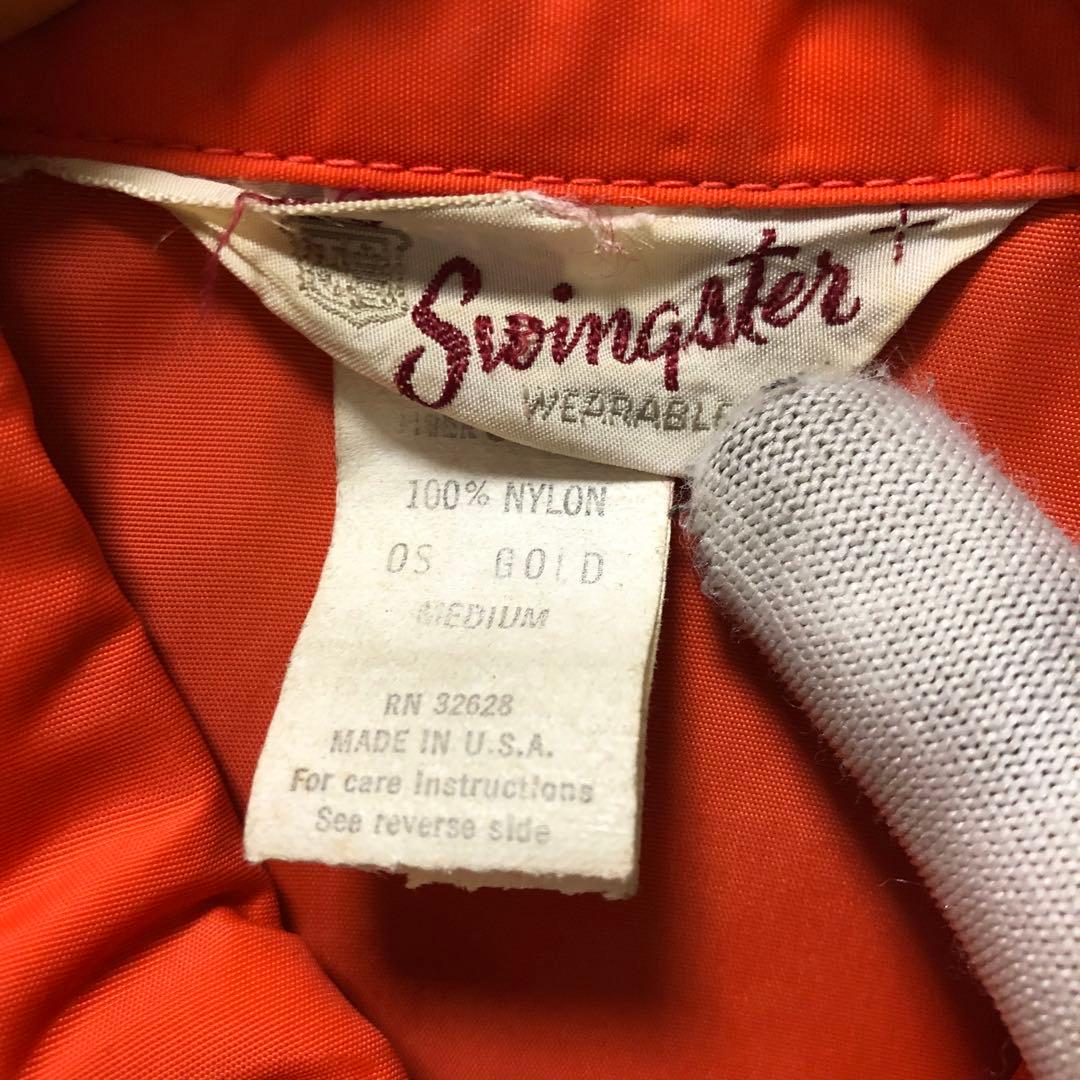 Swingster
WEARABLE
100% NYLON
OS GOLD
MEDIUM
RN 32628
MADE IN U.S.A.
For care Instructions
See reverse side